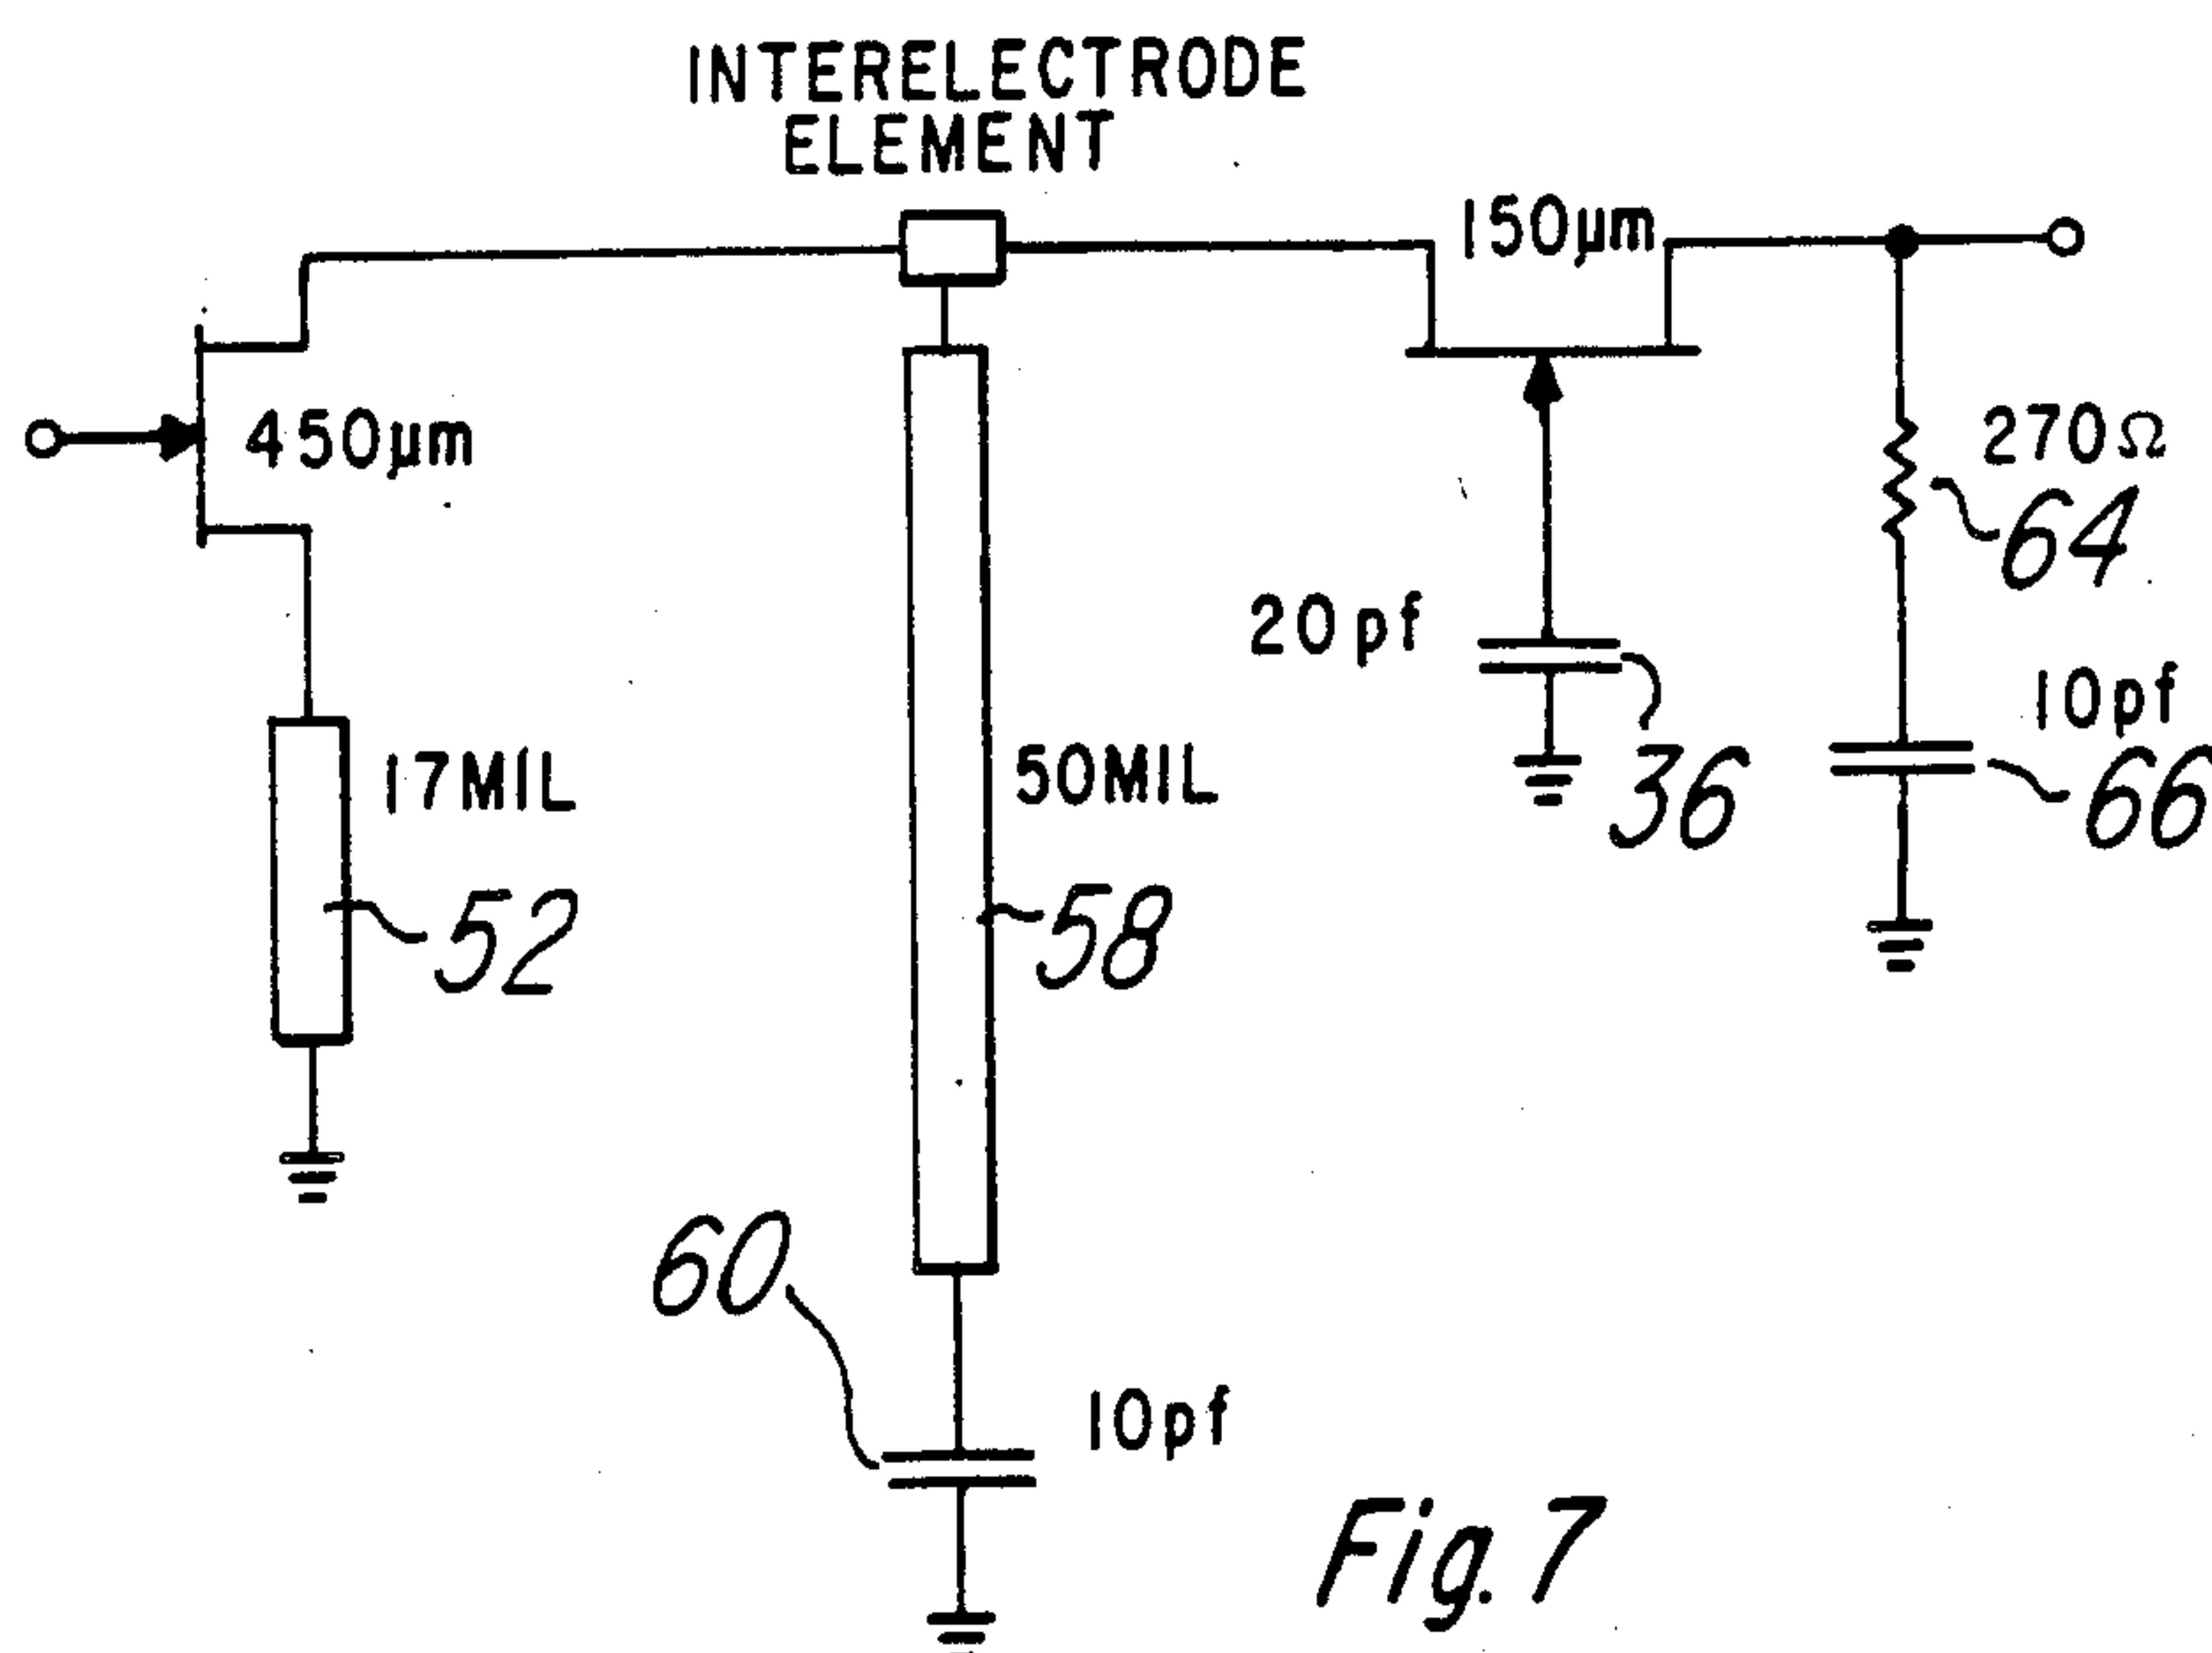 INTERELECTRODE
ELEMENT
150µm
450µm
270Ω
64
20pf
36
10pf
66
17MIL
52
50MIL
58
60
10pf
Fig. 7